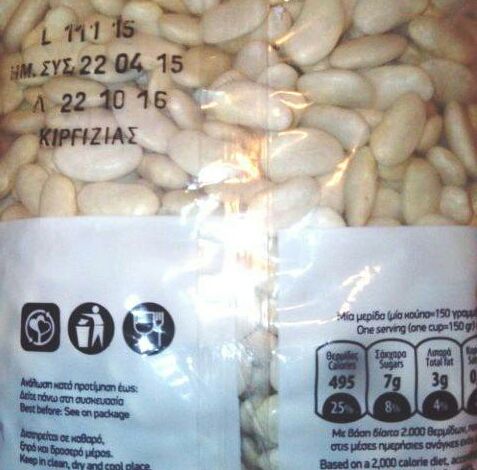 L 111 15
ΗΜ. ΣΥΣ 22 04 15
Λ 22 10 16
ΚΙΡΓΙΖΙΑΣ
Ανάλωση κατά προτίμηση έως:
Δείτε πάνω στη συσκευασία
Best before: See on package
Διατηρείται σε καθαρό,
ξηρό και δροσερό μέρος.
Keep in clean, dry and cool place
Μία μερίδα (μία κούπα=150
One serving (one cup=150 gr)
Θερμίδες Calories 495 25%
Σάκχαρα Sugars 7g 8%
Λιπαρά Total fat 3g 4%
Με βάση δίαιτα 2.000 θερμίδων,
στις μέσες ημερήσιες ανάγκες
Based on a 2,000 calorie diet,